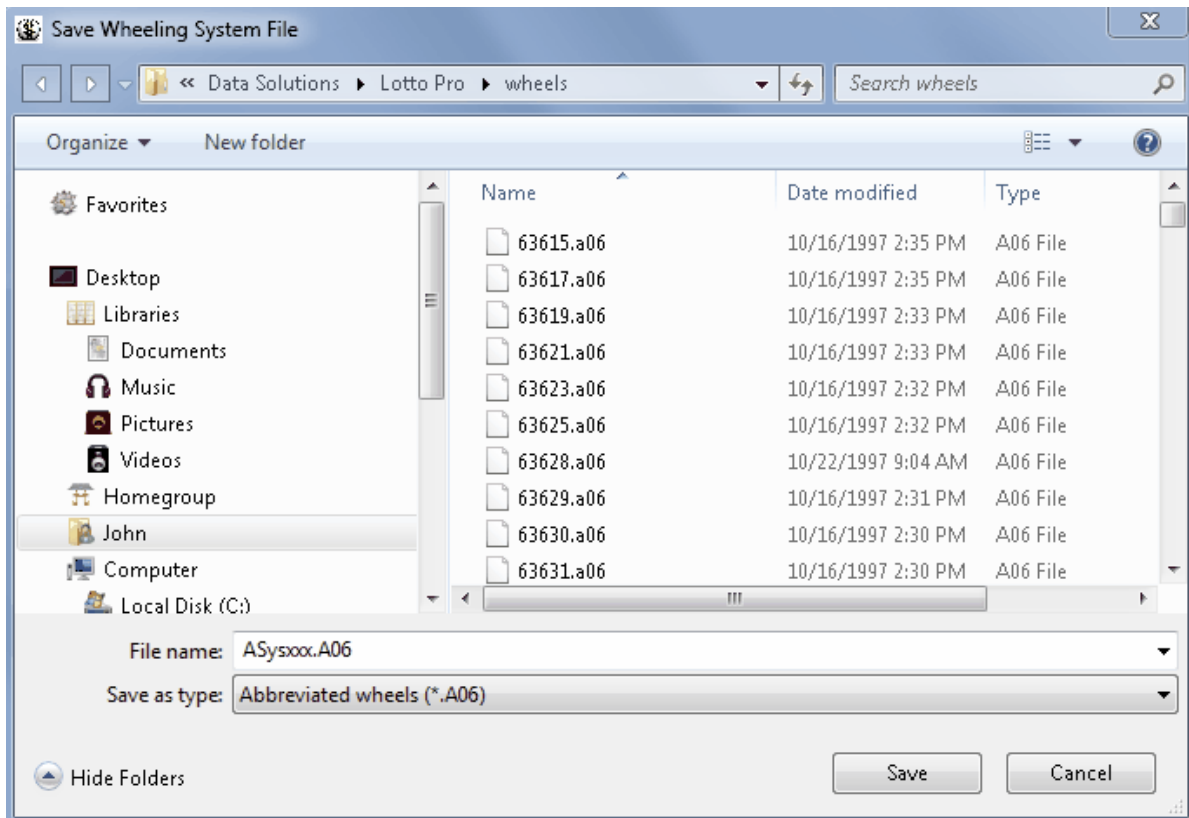 Save Wheeling System File
« Data Solutions Lotto Pro wheels Search wheels
Organize New folder
Favorites
Desktop
Libraries
Documents
Music
Pictures
Videos
Homegroup
John
Computer
Local Disk (C:)
Name Date modified Type
63615.a06 10/16/1997 2:35 PM A06 File
63617.a06 10/16/1997 2:35 PM A06 File
63619.a06 10/16/1997 2:33 PM A06 File
63621.a06 10/16/1997 2:33 PM A06 File
63623.a06 10/16/1997 2:32 PM A06 File
63625.a06 10/16/1997 2:32 PM A06 File
63628.a06 10/22/1997 9:04 AM A06 File
63629.a06 10/16/1997 2:31 PM A06 File
63630.a06 10/16/1997 2:30 PM A06 File
63631.a06 10/16/1997 2:30 PM A06 File
File name: ASysxxx.A06
Save as type: Abbreviated wheels (*.A06)
Hide Folders Save Cancel